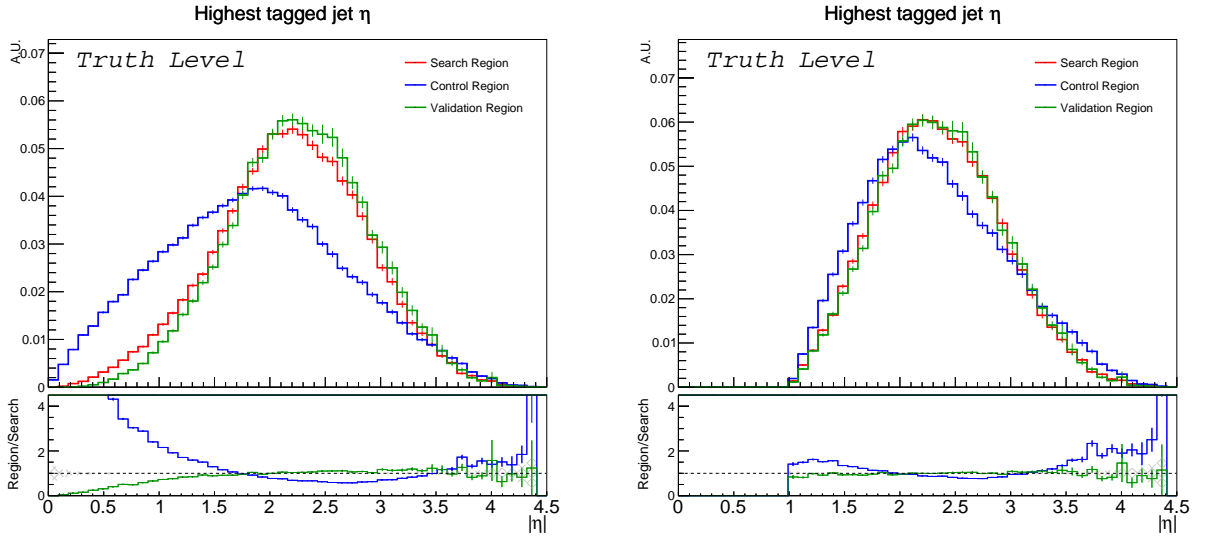 Highest tagged jet η
A.U.
Truth Level
Search Region
Control Region
Validation Region
0.07
0.06
0.05
0.04
0.03
0.02
0.01
0
Region/Search
4
2
0
0 0.5 1 1.5 2 2.5 3 3.5 4 4.5
|η|
Highest tagged jet η
A.U.
Truth Level
Search Region
Control Region
Validation Region
0.07
0.06
0.05
0.04
0.03
0.02
0.01
0
Region/Search
4
2
0
0 0.5 1 1.5 2 2.5 3 3.5 4 4.5
|η|